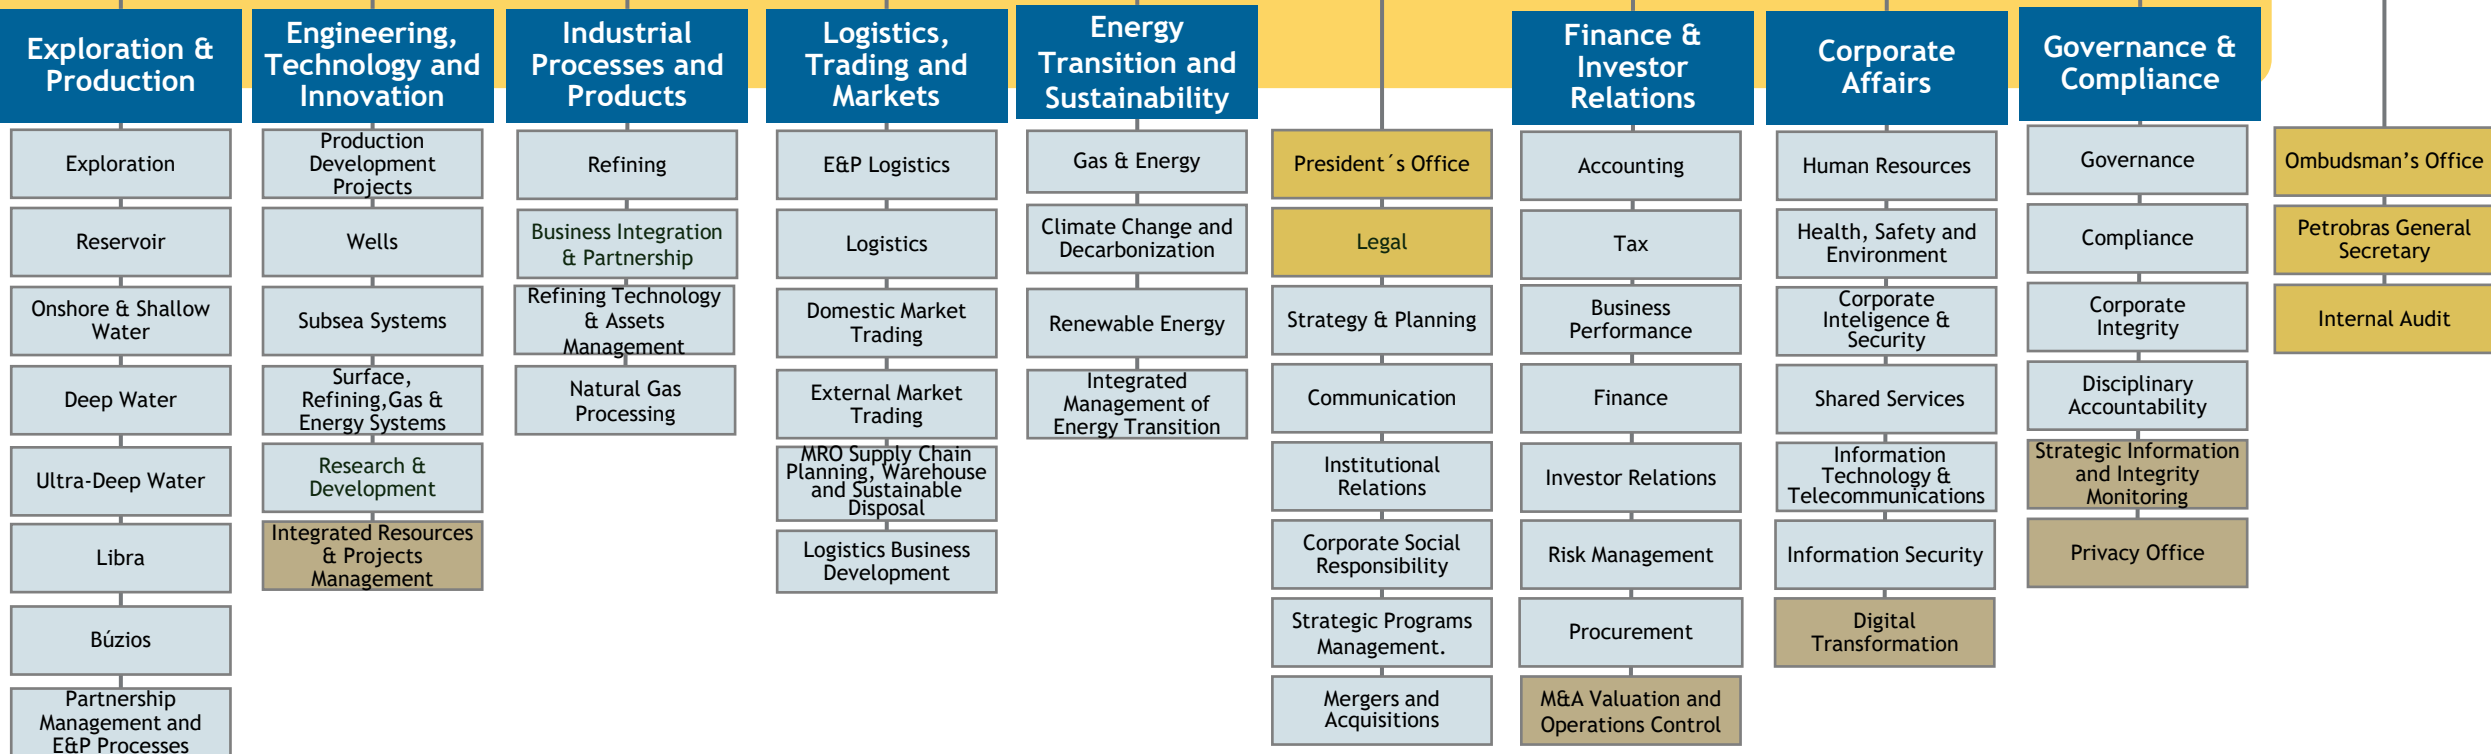 Exploration &
Production
Exploration
Reservoir
Onshore & Shallow
Water
Deep Water
Ultra-Deep Water
Libra
Búzios
Partnership
Management and
E&P Processes
Engineering,
Technology and
Innovation
Production
Development
Projects
Wells
Subsea Systems
Surface,
Refining,Gas &
Energy Systems
Research &
Development
Integrated Resources
& Projects
Management
Industrial
Processes and
Products
Refining
Business Integration
& Partnership
Refining Technology
& Assets
Management
Natural Gas
Processing
Logistics,
Trading and
Markets
E&P Logistics
Logistics
Domestic Market
Trading
External Market
Trading
MRO Supply Chain
Planning, Warehouse
and Sustainable
Disposal
Logistics Business
Development
Energy
Transition and
Sustainability
Gas & Energy
Climate Change and
Decarbonization
Renewable Energy
Integrated
Management of
Energy Transition
President´s Office
Legal
Strategy & Planning
Communication
Institutional
Relations
Corporate Social
Responsibility
Strategic Programs
Management.
Mergers and
Acquisitions
Finance &
Investor
Relations
Accounting
Tax
Business
Performance
Finance
Investor Relations
Risk Management
Procurement
M&A Valuation and
Operations Control
Corporate
Affairs
Human Resources
Health, Safety and
Environment
Corporate
Inteligence &
Security
Shared Services
Information
Technology &
Telecommunications
Information Security
Digital
Transformation
Governance &
Compliance
Governance
Compliance
Corporate
Integrity
Disciplinary
Accountability
Strategic Information
and Integrity
Monitoring
Privacy Office
Ombudsman’s Office
Petrobras General
Secretary
Internal Audit